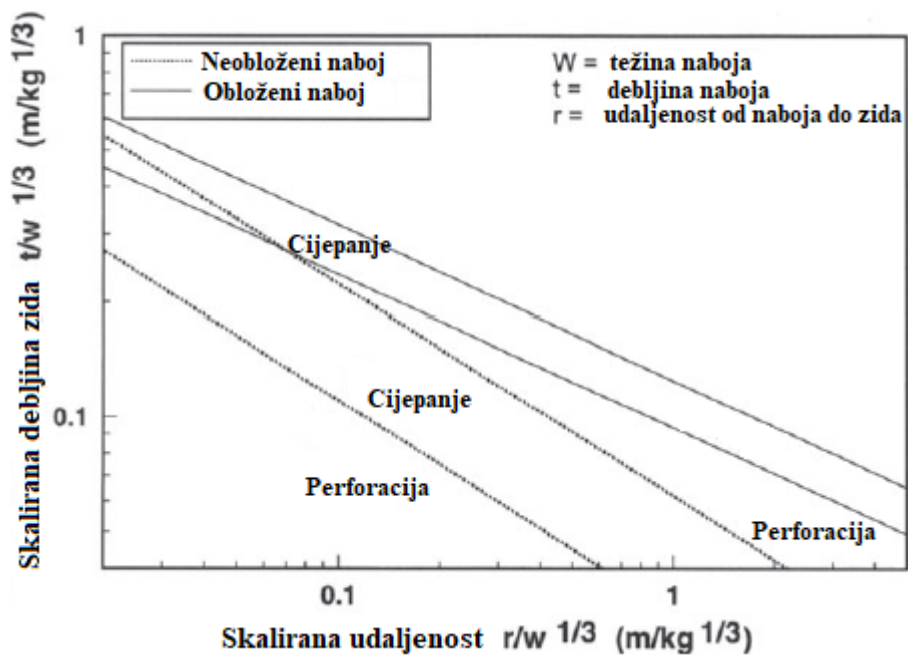 1
Neobloženi naboj
Obloženi naboj
W = težina naboja
t = debljina naboja
r = udaljenost od naboja do zida
Skalirana debljina zida t/w 1/3 (m/kg 1/3)
Cijepanje
0.1
Cijepanje
Perforacija
Perforacija
0.1
1
Skalirana udaljenost r/w 1/3 (m/kg 1/3)